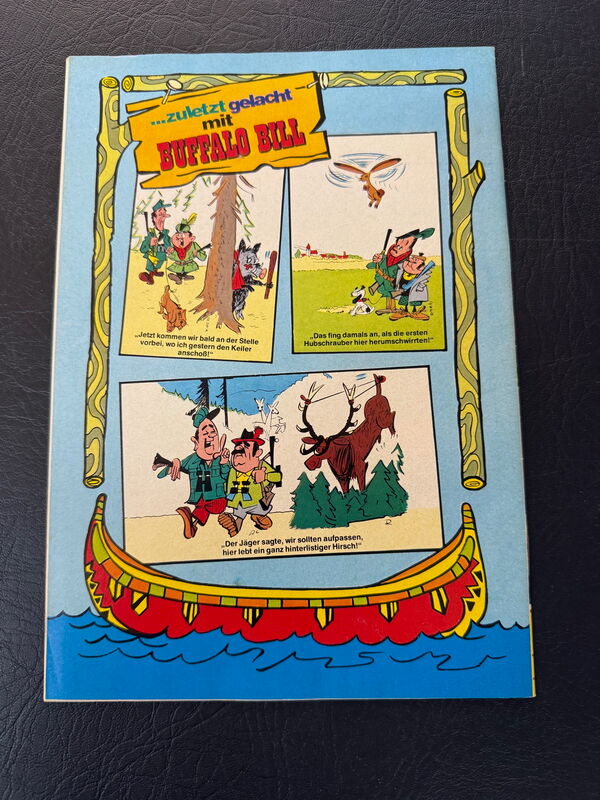 ...zuletzt gelacht
mit
BUFFALO BILL
„Jetzt kommen wir bald an der Stelle
vorbei, wo ich gestern den Keiler
anschoß!“
„Das fing damals an, als die ersten
Hubschrauber hier herumschwirrten!“
„Der Jäger sagte, wir sollten aufpassen,
hier lebt ein ganz hinterlistiger Hirsch!“